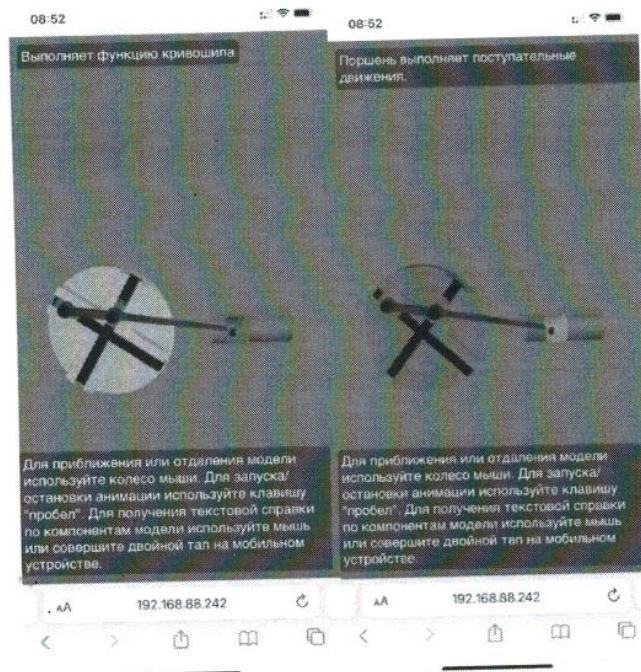 08:52
Выполняет функцию кривошипа
Для приближения или отдаления модели
используйте колесо мыши. Для запуска/
остановки анимации используйте клавишу
"пробел". Для получения текстовой справки
по компонентам модели используйте мышь
или совершите двойной тап на мобильном
устройстве.
AA 192.168.88.242
08:52
Поршень выполняет поступательные
движения.
Для приближения или отдаления модели
используйте колесо мыши. Для запуска/
остановки анимации используйте клавишу
"пробел". Для получения текстовой справки
по компонентам модели используйте мышь
или совершите двойной тап на мобильном
устройстве.
AA 192.168.88.242